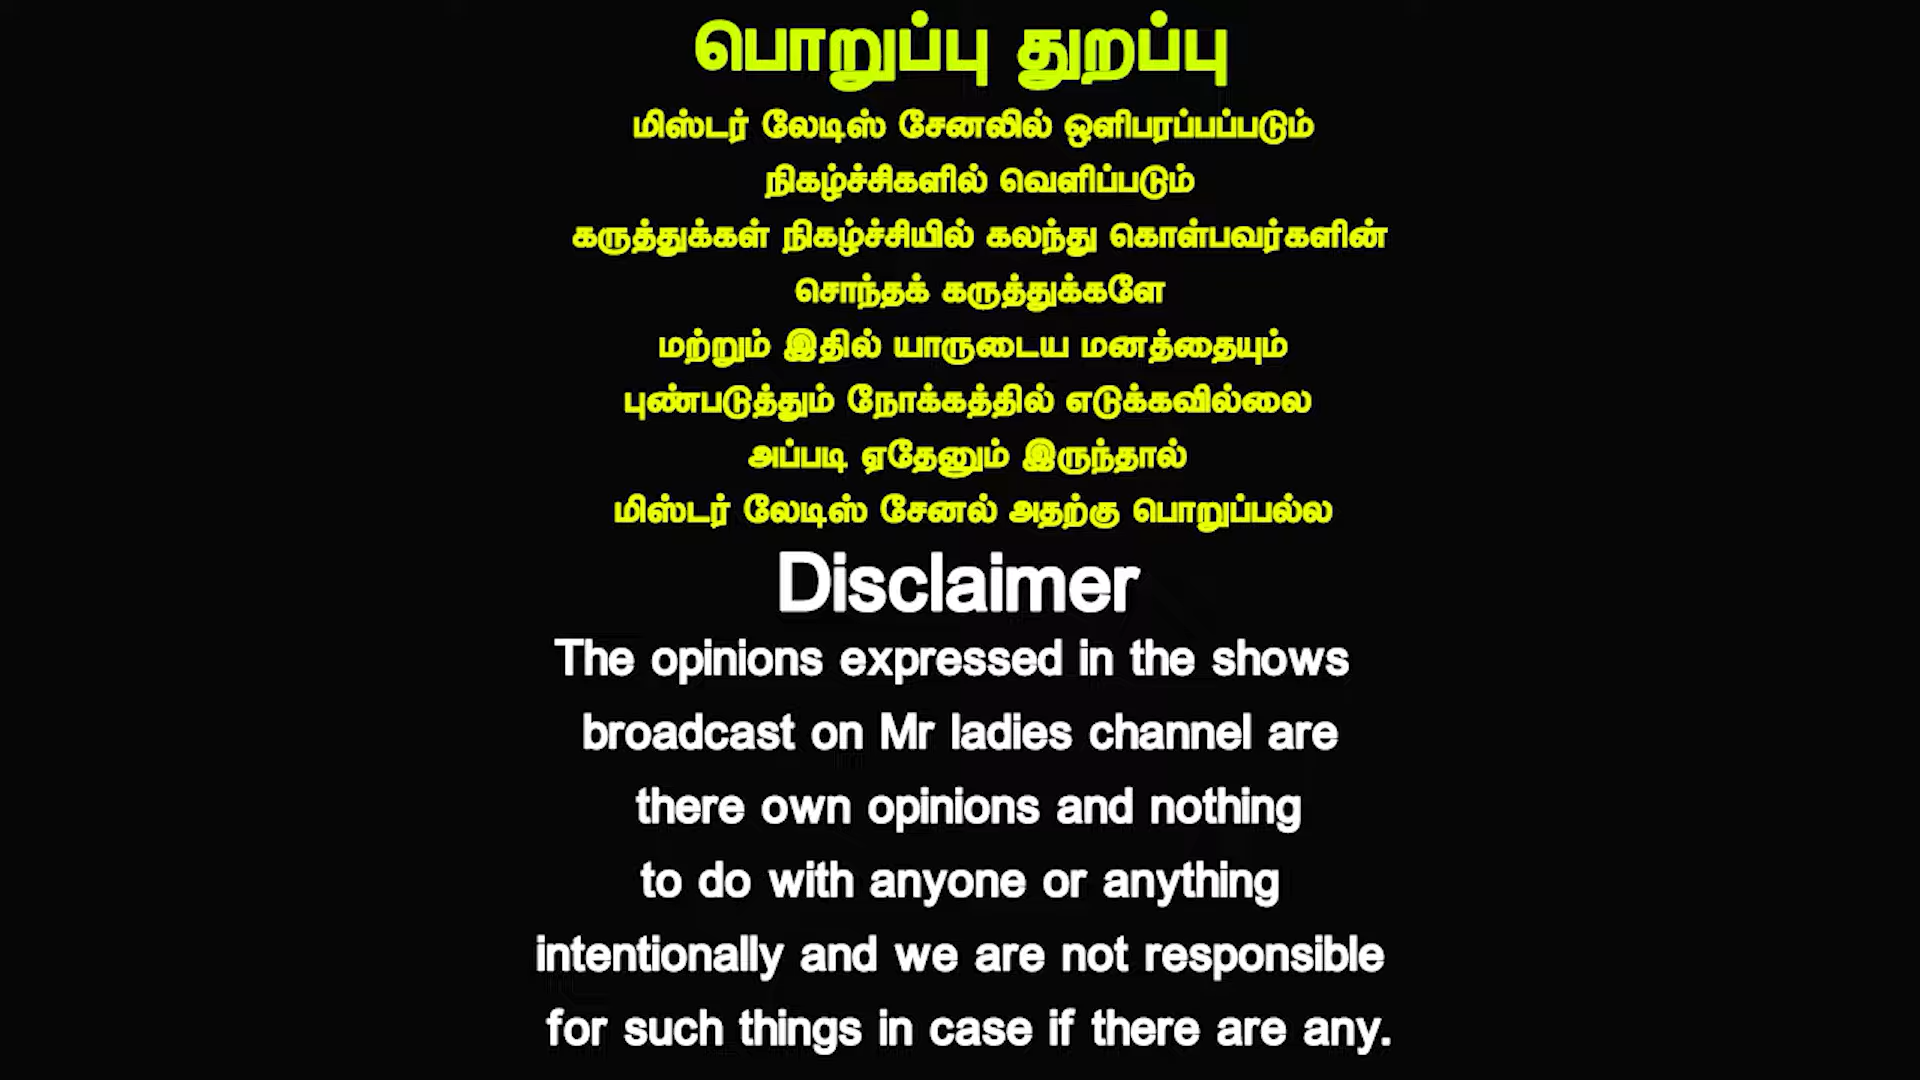 பொறுப்பு துறப்பு
மிஸ்டர் லேடிஸ் சேனலில் ஒளிபரப்பப்படும்
நிகழ்ச்சிகளில் வெளிப்படும்
கருத்துக்கள் நிகழ்ச்சியில் கலந்து கொள்பவர்களின்
சொந்தக் கருத்துக்களே
மற்றும் இதில் யாருடைய மனத்தையும்
புண்படுத்தும் நோக்கத்தில் எடுக்கவில்லை
அப்படி ஏதேனும் இருந்தால்
மிஸ்டர் லேடிஸ் சேனல் அதற்கு பொறுப்பல்ல
Disclaimer
The opinions expressed in the shows
broadcast on Mr ladies channel are
there own opinions and nothing
to do with anyone or anything
intentionally and we are not responsible
for such things in case if there are any.